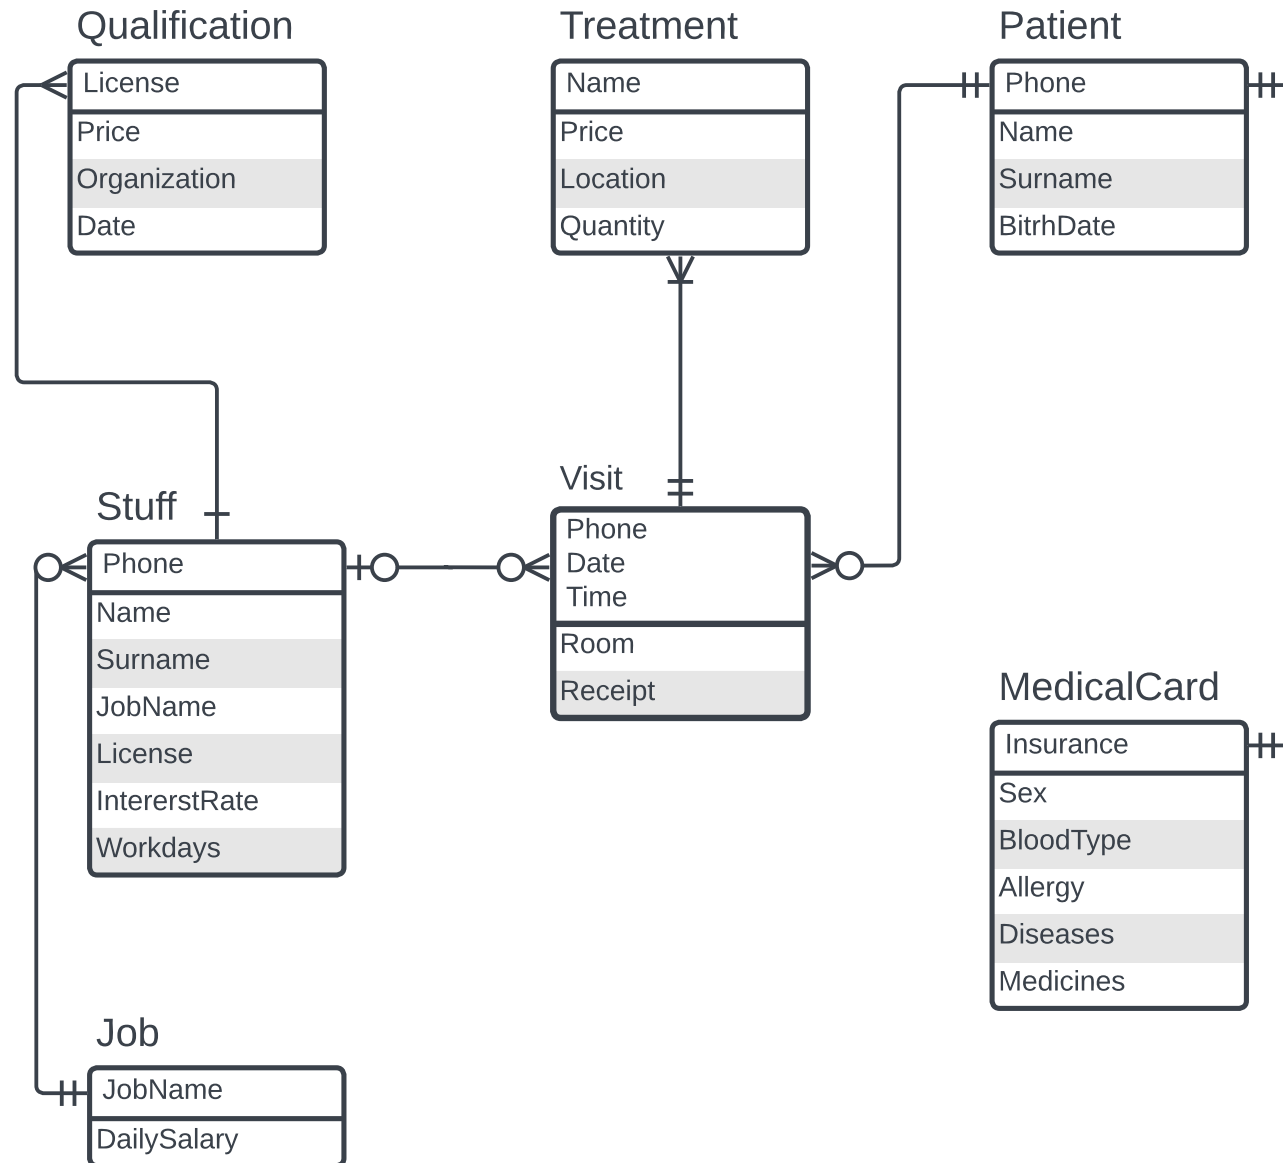 Qualification
License
Price
Organization
Date
Treatment
Name
Price
Location
Quantity
Patient
Phone
Name
Surname
BitrhDate
Stuff
Phone
Name
Surname
JobName
License
IntererstRate
Workdays
Visit
Phone
Date
Time
Room
Receipt
MedicalCard
Insurance
Sex
BloodType
Allergy
Diseases
Medicines
Job
JobName
DailySalary